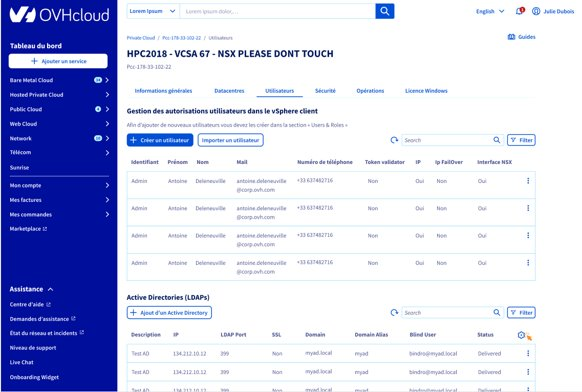 OVHcloud
Tableau du bord
+ Ajouter un service
Bare Metal Cloud
Hosted Private Cloud
Public Cloud 4
Web Cloud
Network
Télécom
Sunrise
Mon compte
Mes factures
Mes commandes
Marketplace
Assistance
Centre d'aide
Demandes d'assistance
État du réseau et incidents
Niveau de support
Live Chat
Onboarding Widget
Lorem Ipsum
Lorem ipsum dolor, ...
English
1
Julie Dubois
Private Cloud / Pcc-178-33-102-22 / Utilisateurs
Guides
HPC2018 - VCSA 67 - NSX PLEASE DONT TOUCH
Pcc-178-33-102-22
Informations générales Datacentres Utilisateurs Sécurité Opérations Licence Windows
Gestion des autorisations utilisateurs dans le vSphere client
Afin d'ajouter de nouveaux utilisateurs vous devez les créer dans la section « Users & Roles »
+ Créer un utilisateur Importer un utilisateur Search Filter
Identifiant Prénom Nom Mail Numéro de téléphone Token validator IP Ip FailOver Interface NSX
Admin Antoine Deleneuville antoine.deleneuville +33 637482716 Non Oui Non Oui
@corp.ovh.com
Admin Antoine Deleneuville antoine.deleneuville +33 637482716 Non Oui Non Oui
@corp.ovh.com
Admin Antoine Deleneuville antoine.deleneuville +33 637482716 Non Oui Non Oui
@corp.ovh.com
Admin Antoine Deleneuville antoine.deleneuville +33 637482716 Non Oui Non Oui
@corp.ovh.com
Active Directories (LDAPs)
+ Ajout d'un Active Directory Search Filter
Description IP LDAP Port SSL Domain Domain Alias Blind User Status
Test AD 134.212.10.12 399 Non myad.local myad bindro@myad.local Delivered
Test AD 134.212.10.12 399 Non myad.local myad bindro@myad.local Delivered
Test AD 134.212.10.12 399 Non myad.local myad bindro@myad.local Delivered